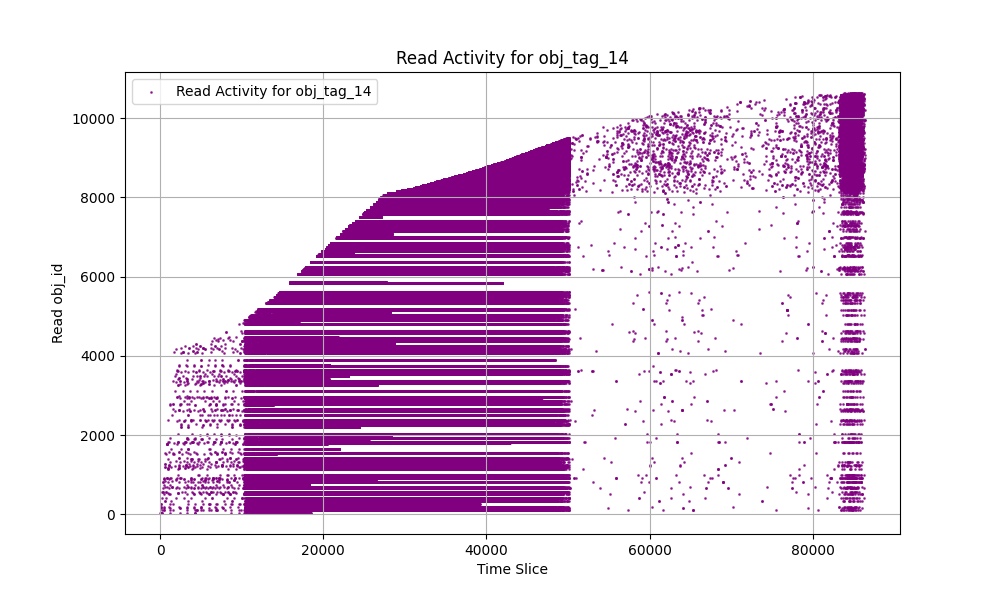 Read Activity for obj_tag_14
Read Activity for obj_tag_14
10000
8000
6000
4000
2000
0
Read obj_id
0 20000 40000 60000 80000
Time Slice